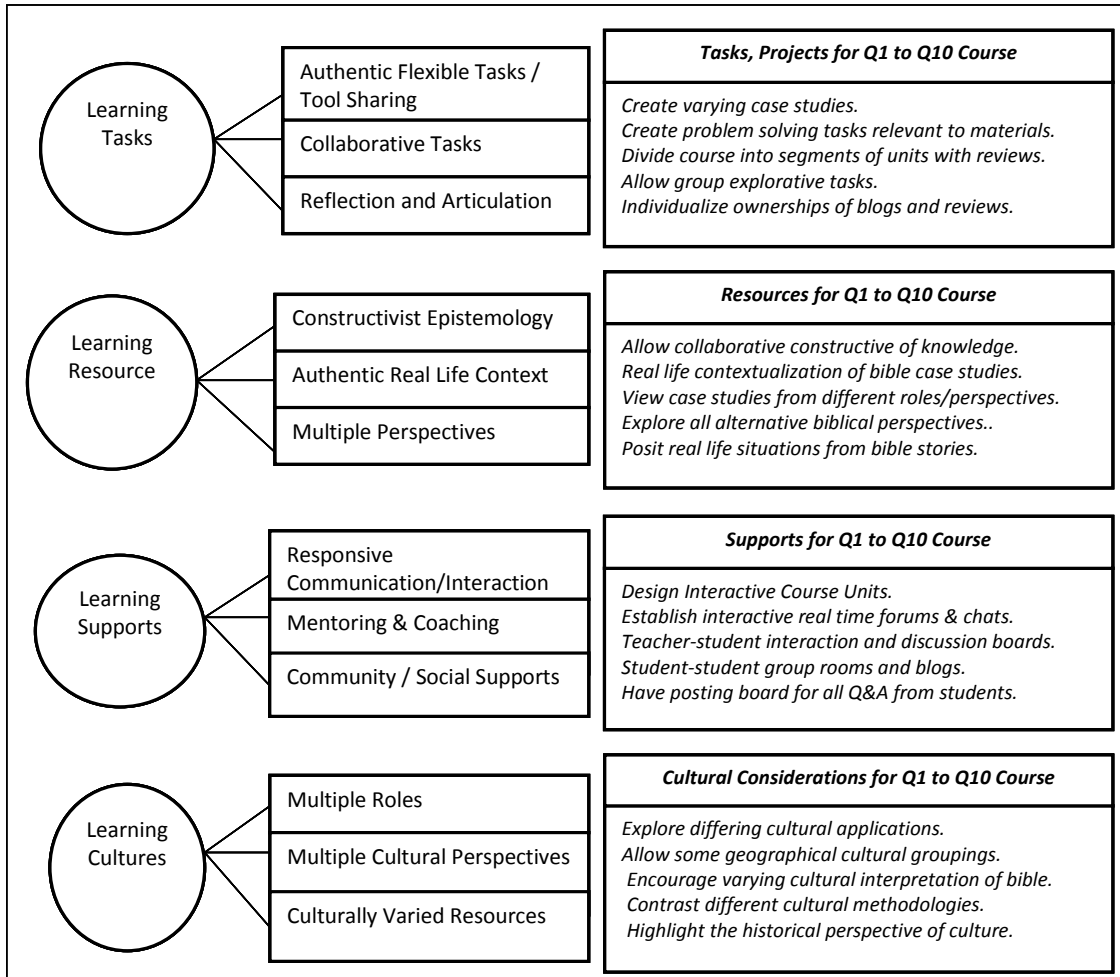 Learning
Tasks
Authentic Flexible Tasks /
Tool Sharing
Collaborative Tasks
Reflection and Articulation
Tasks, Projects for Q1 to Q10 Course
Create varying case studies.
Create problem solving tasks relevant to materials.
Divide course into segments of units with reviews.
Allow group explorative tasks.
Individualize ownerships of blogs and reviews.
Learning
Resource
Constructivist Epistemology
Authentic Real Life Context
Multiple Perspectives
Resources for Q1 to Q10 Course
Allow collaborative constructive of knowledge.
Real life contextualization of bible case studies.
View case studies from different roles/perspectives.
Explore all alternative biblical perspectives..
Posit real life situations from bible stories.
Learning
Supports
Responsive
Communication/Interaction
Mentoring & Coaching
Community / Social Supports
Supports for Q1 to Q10 Course
Design Interactive Course Units.
Establish interactive real time forums & chats.
Teacher-student interaction and discussion boards.
Student-student group rooms and blogs.
Have posting board for all Q&A from students.
Learning
Cultures
Multiple Roles
Multiple Cultural Perspectives
Culturally Varied Resources
Cultural Considerations for Q1 to Q10 Course
Explore differing cultural applications.
Allow some geographical cultural groupings.
Encourage varying cultural interpretation of bible.
Contrast different cultural methodologies.
Highlight the historical perspective of culture.